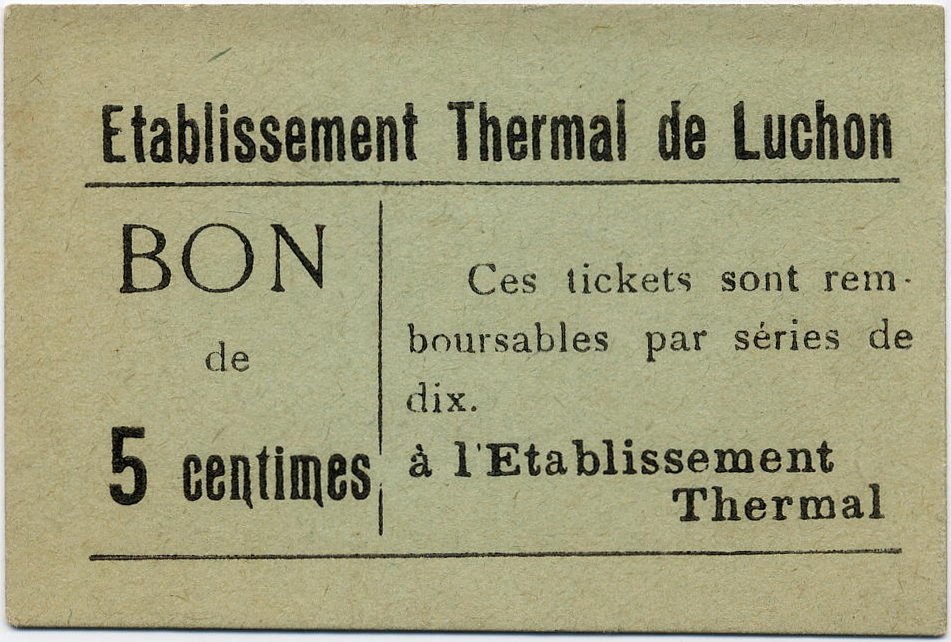 Etablissement Thermal de Luchon
BON
de
5 centimes
Ces tickets sont rem-
boursables par séries de
dix.
à l'Etablissement
Thermal